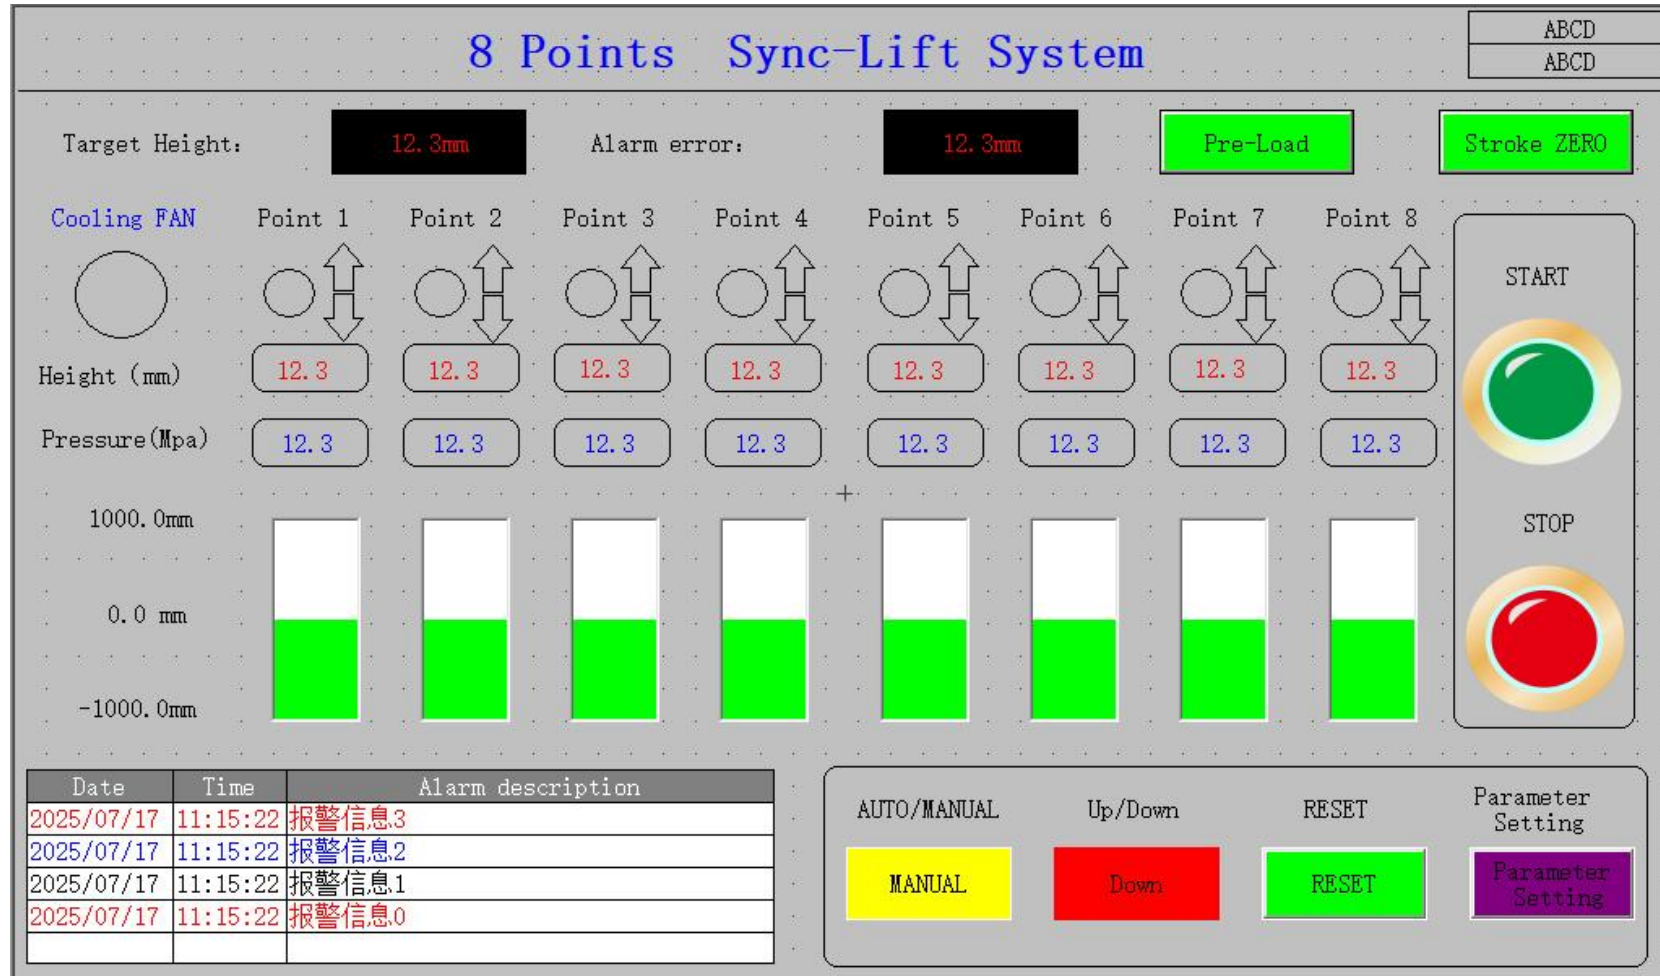 8 Points Sync-Lift System
ABCD
ABCD
Target Height:
12.3mm
Alarm error:
12.3mm
Pre-Load
Stroke ZERO
Cooling FAN
Point 1
Point 2
Point 3
Point 4
Point 5
Point 6
Point 7
Point 8
START
Height (mm)
12.3
12.3
12.3
12.3
12.3
12.3
12.3
12.3
Pressure(Mpa)
12.3
12.3
12.3
12.3
12.3
12.3
12.3
12.3
1000.0mm
0.0 mm
-1000.0mm
STOP
Date Time Alarm description
2025/07/17 11:15:22 报警信息3
2025/07/17 11:15:22 报警信息2
2025/07/17 11:15:22 报警信息1
2025/07/17 11:15:22 报警信息0
AUTO/MANUAL
Up/Down
RESET
Parameter
Setting
MANUAL
Down
RESET
Parameter
Setting